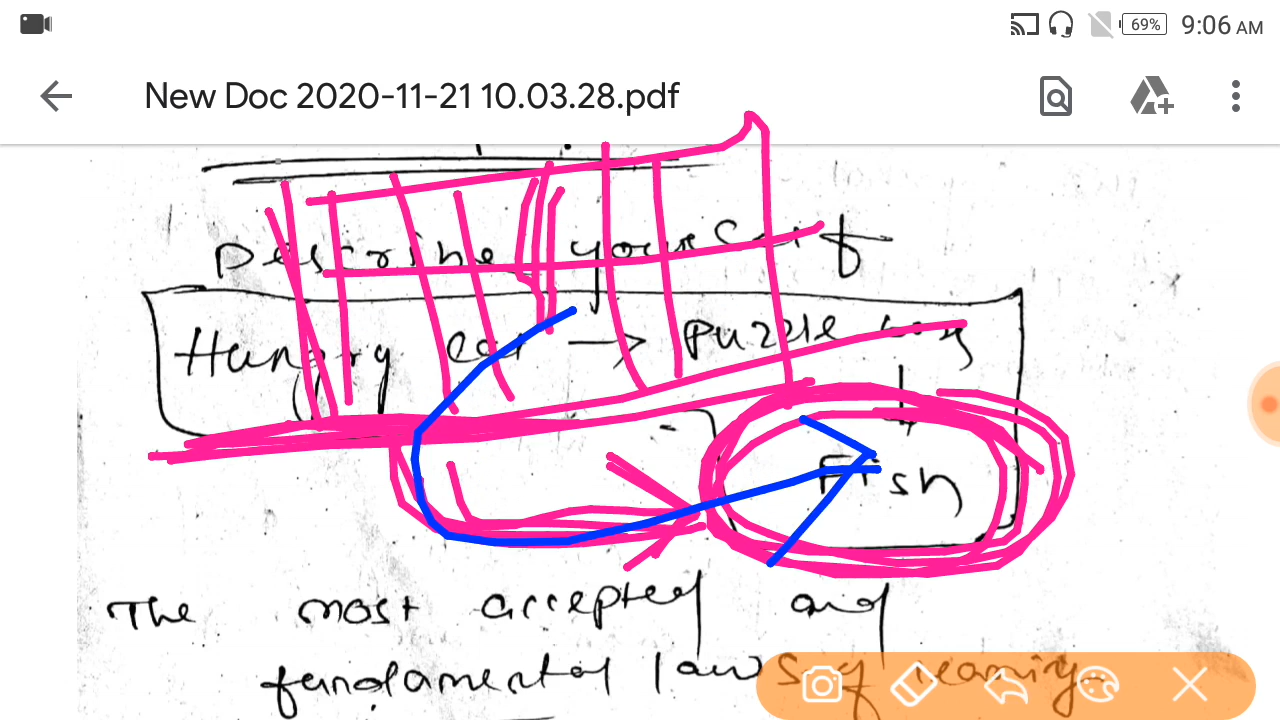 69% 9:06 AM
New Doc 2020-11-21 10.03.28.pdf
Describe yourself
Hungry cat → Puzzle
Fish
The most accepted and
fundamental laws of learning